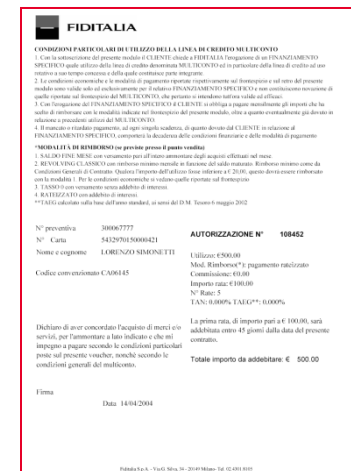 FIDITALIA
CONDIZIONI PARTICOLARI DI UTILIZZO DELLA LINEA DI CREDITO MULTICONTO
1. Con la sottoscrizione del presente modulo il CLIENTE chiede a FIDITALIA l'erogazione di un FINANZIAMENTO
SPECIFICO quale utilizzo della linea di credito denominata MULTICONTO ed in particolare della linea di credito ad uso
rotativo a suo tempo concessa e della quale costituisce parte integrante.
2. Le condizioni economiche e la modalità di pagamento riportate rispettivamente sul frontespizio e sul retro del presente
modulo sono valide solo ed esclusivamente per il relativo FINANZIAMENTO SPECIFICO e non costituiscono novazione di
quelle riportate sul frontespizio del MULTICONTO, che pertanto si intendono tuttora valide ed efficaci.
3. Con l'erogazione del FINANZIAMENTO SPECIFICO il CLIENTE si obbliga a pagare mensilmente gli importi che ha
scelto di rimborsare con le modalità indicate nel frontespizio del presente modulo, oltre a quanto eventualmente già dovuto in
relazione a precedenti utilizzi del MULTICONTO.
4. Il mancato o ritardato pagamento, ad ogni singola scadenza, di quanto dovuto dal CLIENTE in relazione al
FINANZIAMENTO SPECIFICO, comporterà la decadenza delle condizioni finanziarie e delle modalità di pagamento
*MODALITÀ DI RIMBORSO (se previste presso il punto vendita)
1. SALDO FINE MESE con versamento pari all'intero ammontare degli acquisti effettuati nel mese
2. REVOLVING CLASSICO con rimborso minimo mensile in funzione del saldo maturato. Rimborso minimo come da
Condizioni Generali di Contratto. Qualora l'importo dell'utilizzo fosse inferiore a € 20,00, questo dovrà essere rimborsato
con la modalità 1. Per le condizioni economiche si vedano quelle riportate sul frontespizio
3. TASSO 0 con versamento senza addebito di interessi
4. RATEIZZATO con addebito di interessi
**TAEG calcolato sulla base dell'anno standard, ai sensi del D.M. Tesoro 6 maggio 2002
N° preventiva 300067777
N° Carta 5432970150000421
Nome e cognome LORENZO SIMONETTI
Codice convenzionato CA06145
AUTORIZZAZIONE N° 108452
Utilizzo: €500.00
Mod. Rimborso(*): pagamento rateizzato
Commissione: €0.00
Importo rata: €100.00
N° Rate: 5
TAN: 0.000% TAEG**: 0.000%
Dichiaro di aver concordato l'acquisto di merci e/o
servizi, per l'ammontare a lato indicato e che mi
impegno a pagare secondo le condizioni particolari
poste sul presente voucher, nonchè secondo le
condizioni generali del multiconto.
La prima rata, di importo pari a € 100.00, sarà
addebitata entro 45 giorni dalla data del presente
contratto.
Totale importo da addebitare: € 500.00
Firma
Data 14/04/2004
Fiditalia S.p.A. - Via G. Silva, 34 - 20149 Milano. Tel. 02.4301.8105